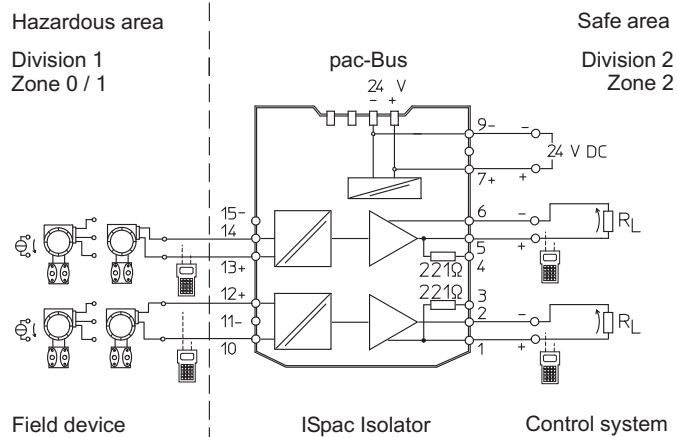 Hazardous area
Safe area
Division 1
Zone 0 / 1
pac-Bus
Division 2
Zone 2
24 V
- +
9-
-
24 V DC
7+
+
15-
14
13+
12+
11-
10
6
-
RL
5
+
4
221Ω
221Ω
3
2
-
RL
1
+
Field device
ISpac Isolator
Control system